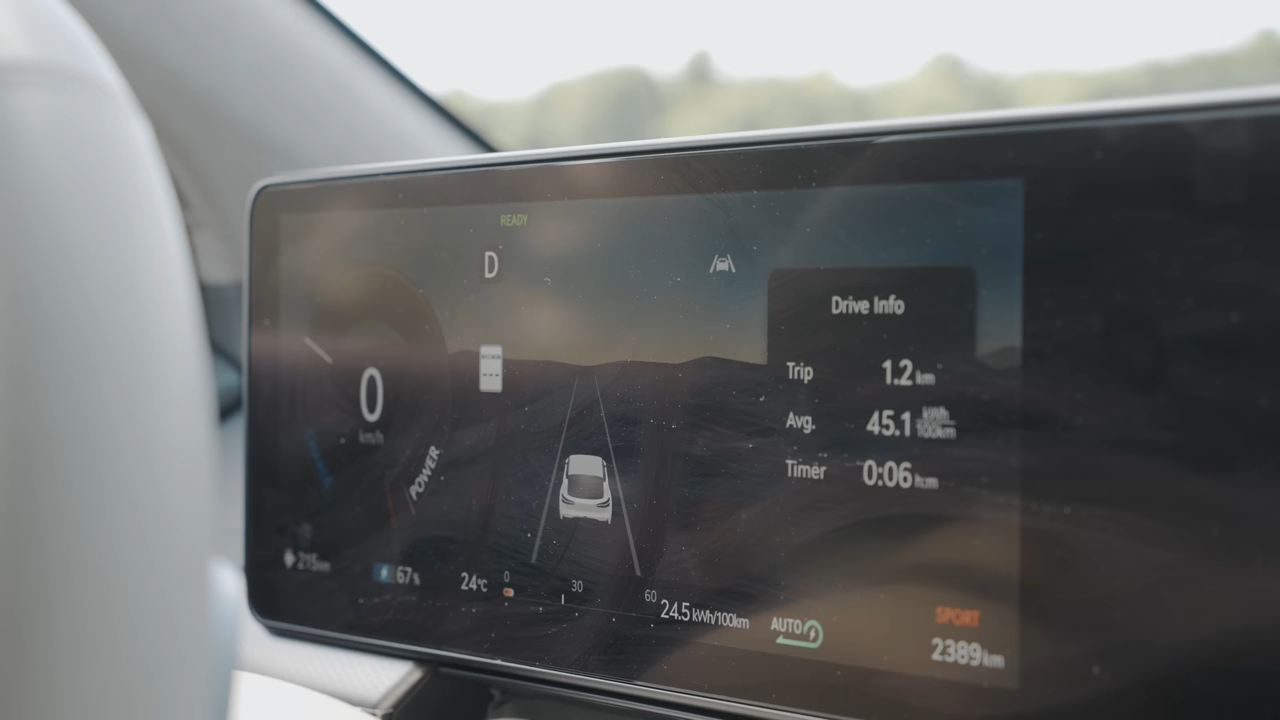 READY
D
Drive Info
Trip 1.2 km
0
km/h
Avg. 45.1 kWh/100km
Timer 0:06 h:m
POWER
215 km
67%
24°C
0 30 60
24.5 kWh/100km
AUTO
SPORT
2389 km